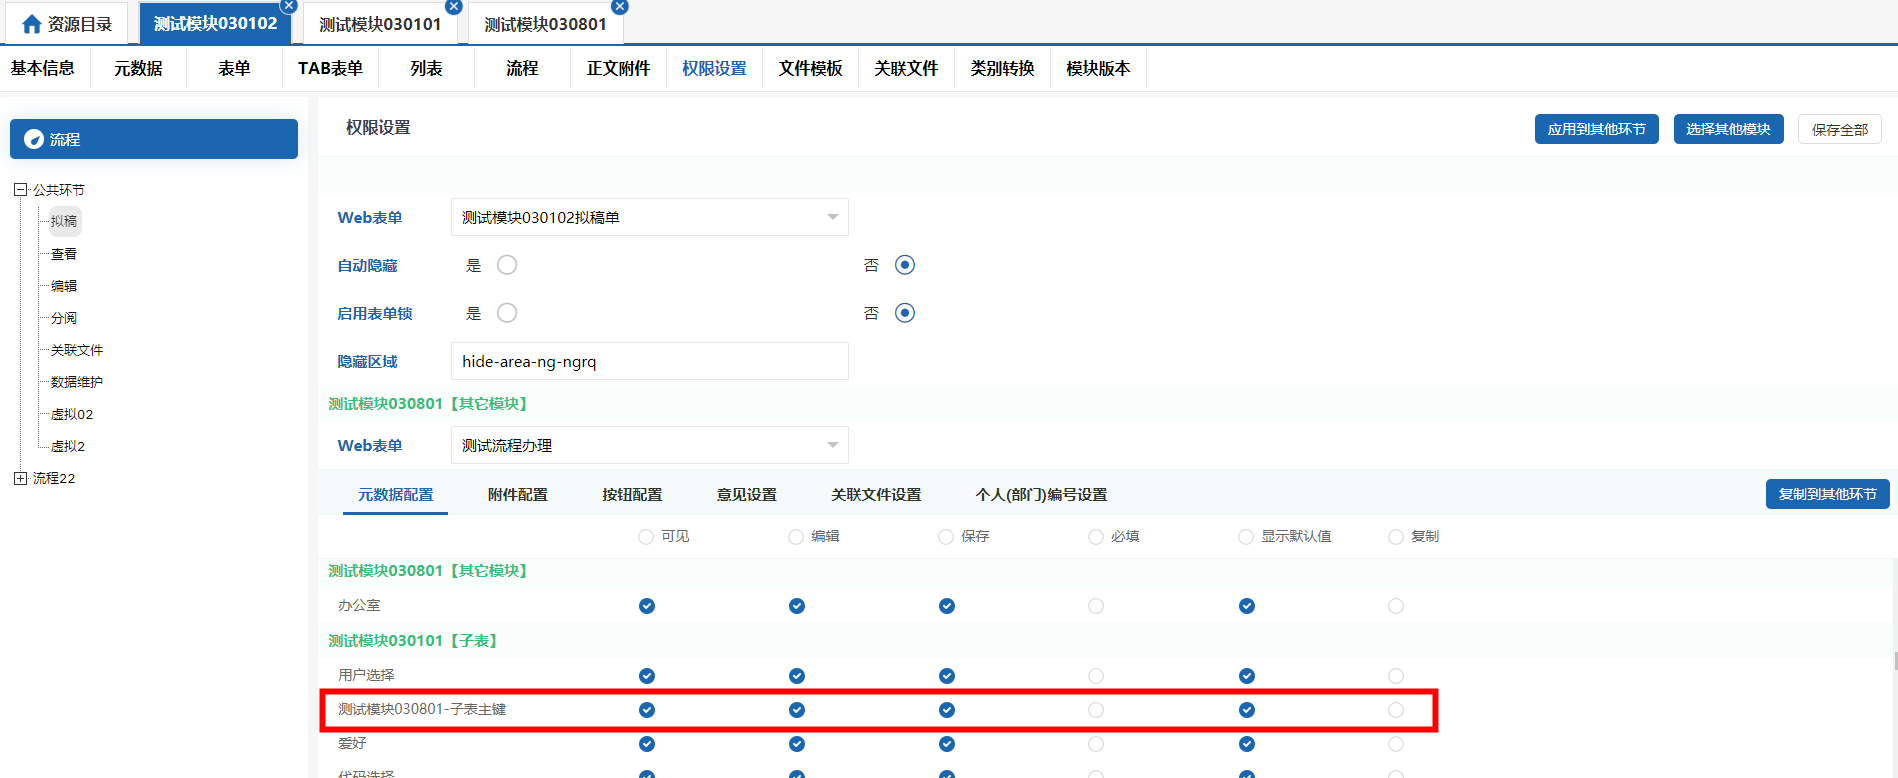 资源目录
测试模块030102
测试模块030101
测试模块030801
基本信息
元数据
表单
TAB表单
列表
流程
正文附件
权限设置
文件模板
关联文件
类别转换
模块版本
流程
公共环节
拟稿
查看
编辑
分阅
关联文件
数据维护
虚拟02
虚拟2
流程22
权限设置
应用到其他环节
选择其他模块
保存全部
Web表单
测试模块030102拟稿单
自动隐藏
是
否
启用表单锁
是
否
隐藏区域
hide-area-ng-ngrq
测试模块030801【其它模块】
Web表单
测试流程办理
元数据配置
附件配置
按钮配置
意见设置
关联文件设置
个人(部门)编号设置
复制到其他环节
可见
编辑
保存
必填
显示默认值
复制
测试模块030801【其它模块】
办公室
测试模块030101【子表】
用户选择
测试模块030801-子表主键
爱好
代码选择